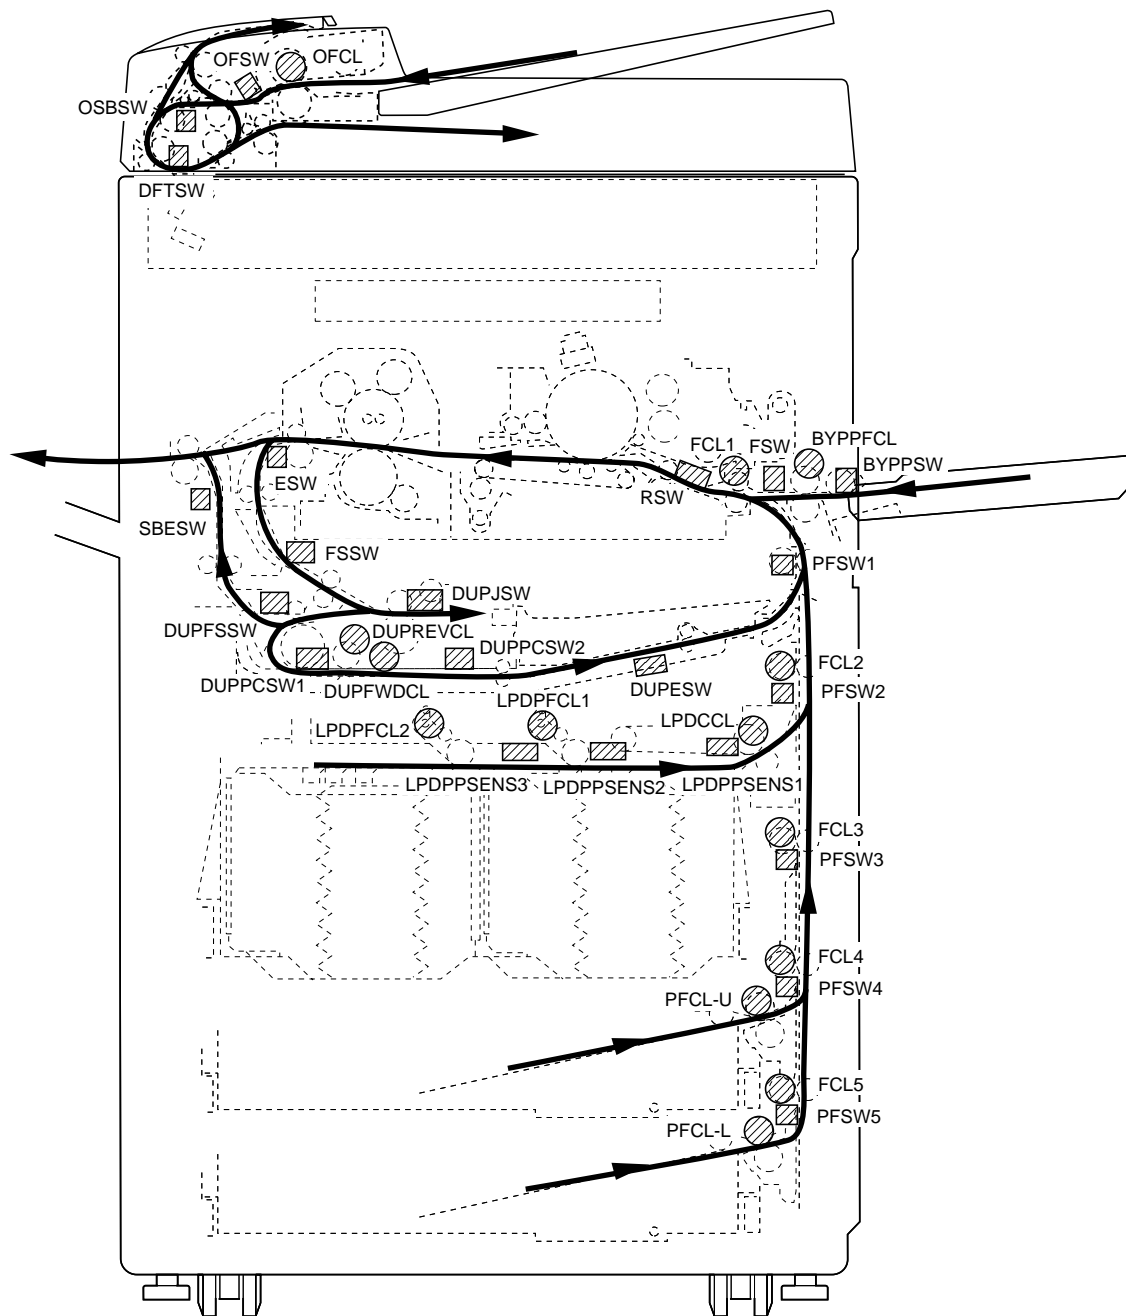 OFSW
OFCL
OSBSW
DFTSW
FCL1
FSW
BYPPFCL
BYPPSW
RSW
ESW
SBESW
FSSW
PFSW1
DUPJSW
DUPFSSW
DUPREVCL
DUPPCSW2
DUPPCSW1
DUPFWDCL
DUPESW
FCL2
PFSW2
LPDPFCL1
LPDPFCL2
LPDCCL
LPDPPSENS3
LPDPPSENS2
LPDPPSENS1
FCL3
PFSW3
FCL4
PFSW4
PFCL-U
FCL5
PFSW5
PFCL-L